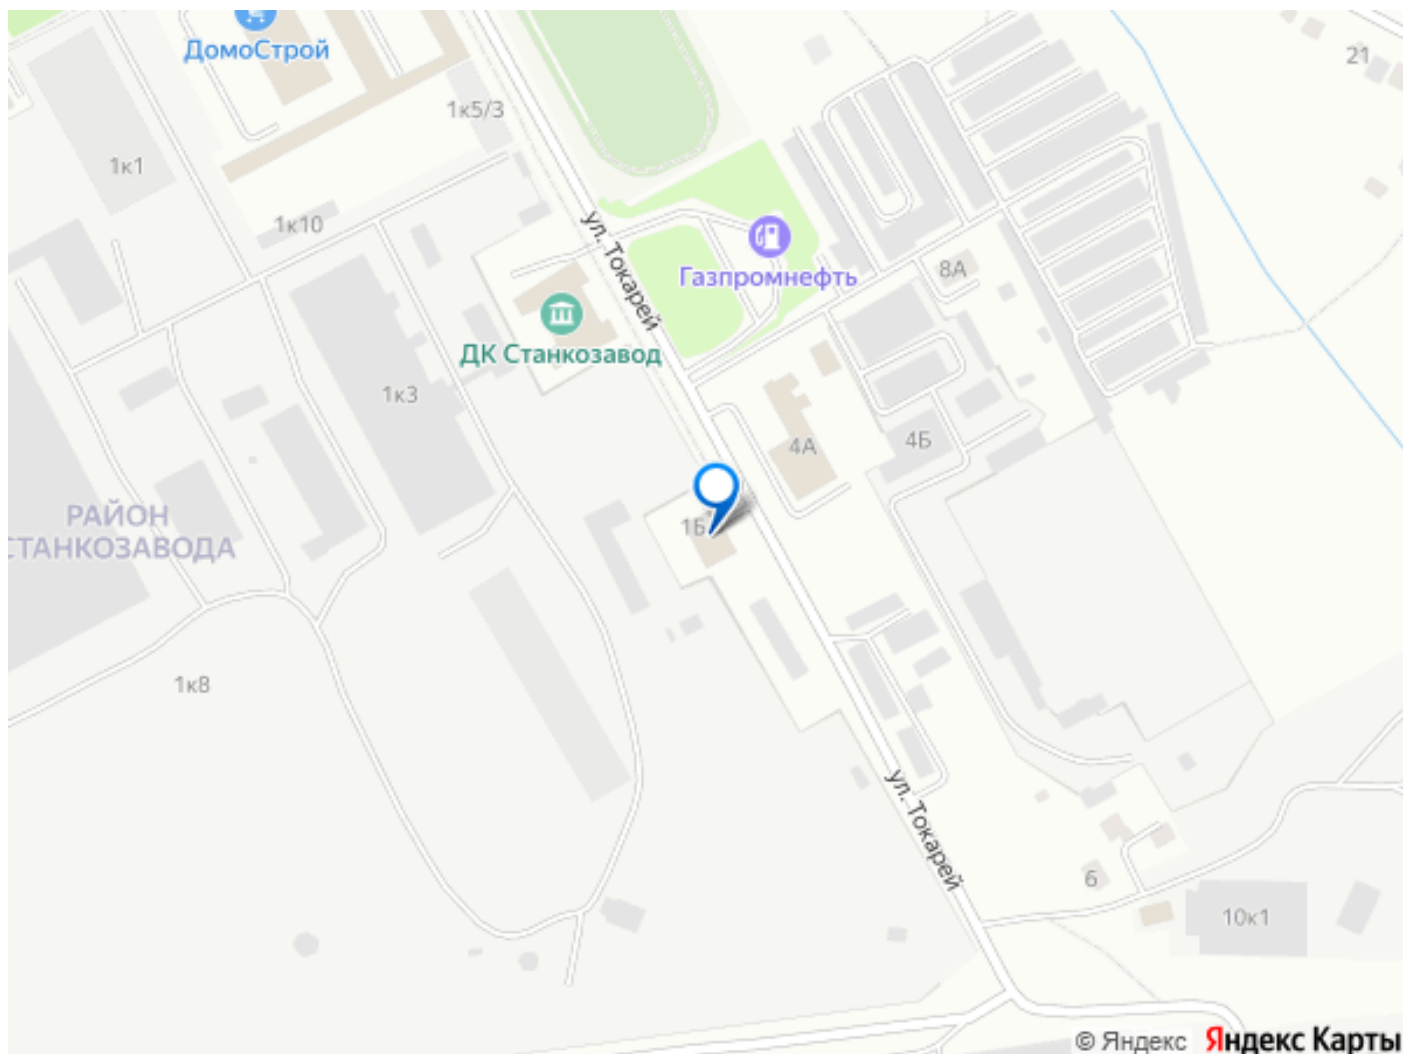 ДомоСтрой
21
1к5/3
1к1
1к10
ул. Токарей
Газпромнефть
8А
ДК Станкозавод
1к3
4А
4Б
РАЙОН
СТАНКОЗАВОДА
1Б
1к8
ул. Токарей
6
10к1
© Яндекс Яндекс Карты